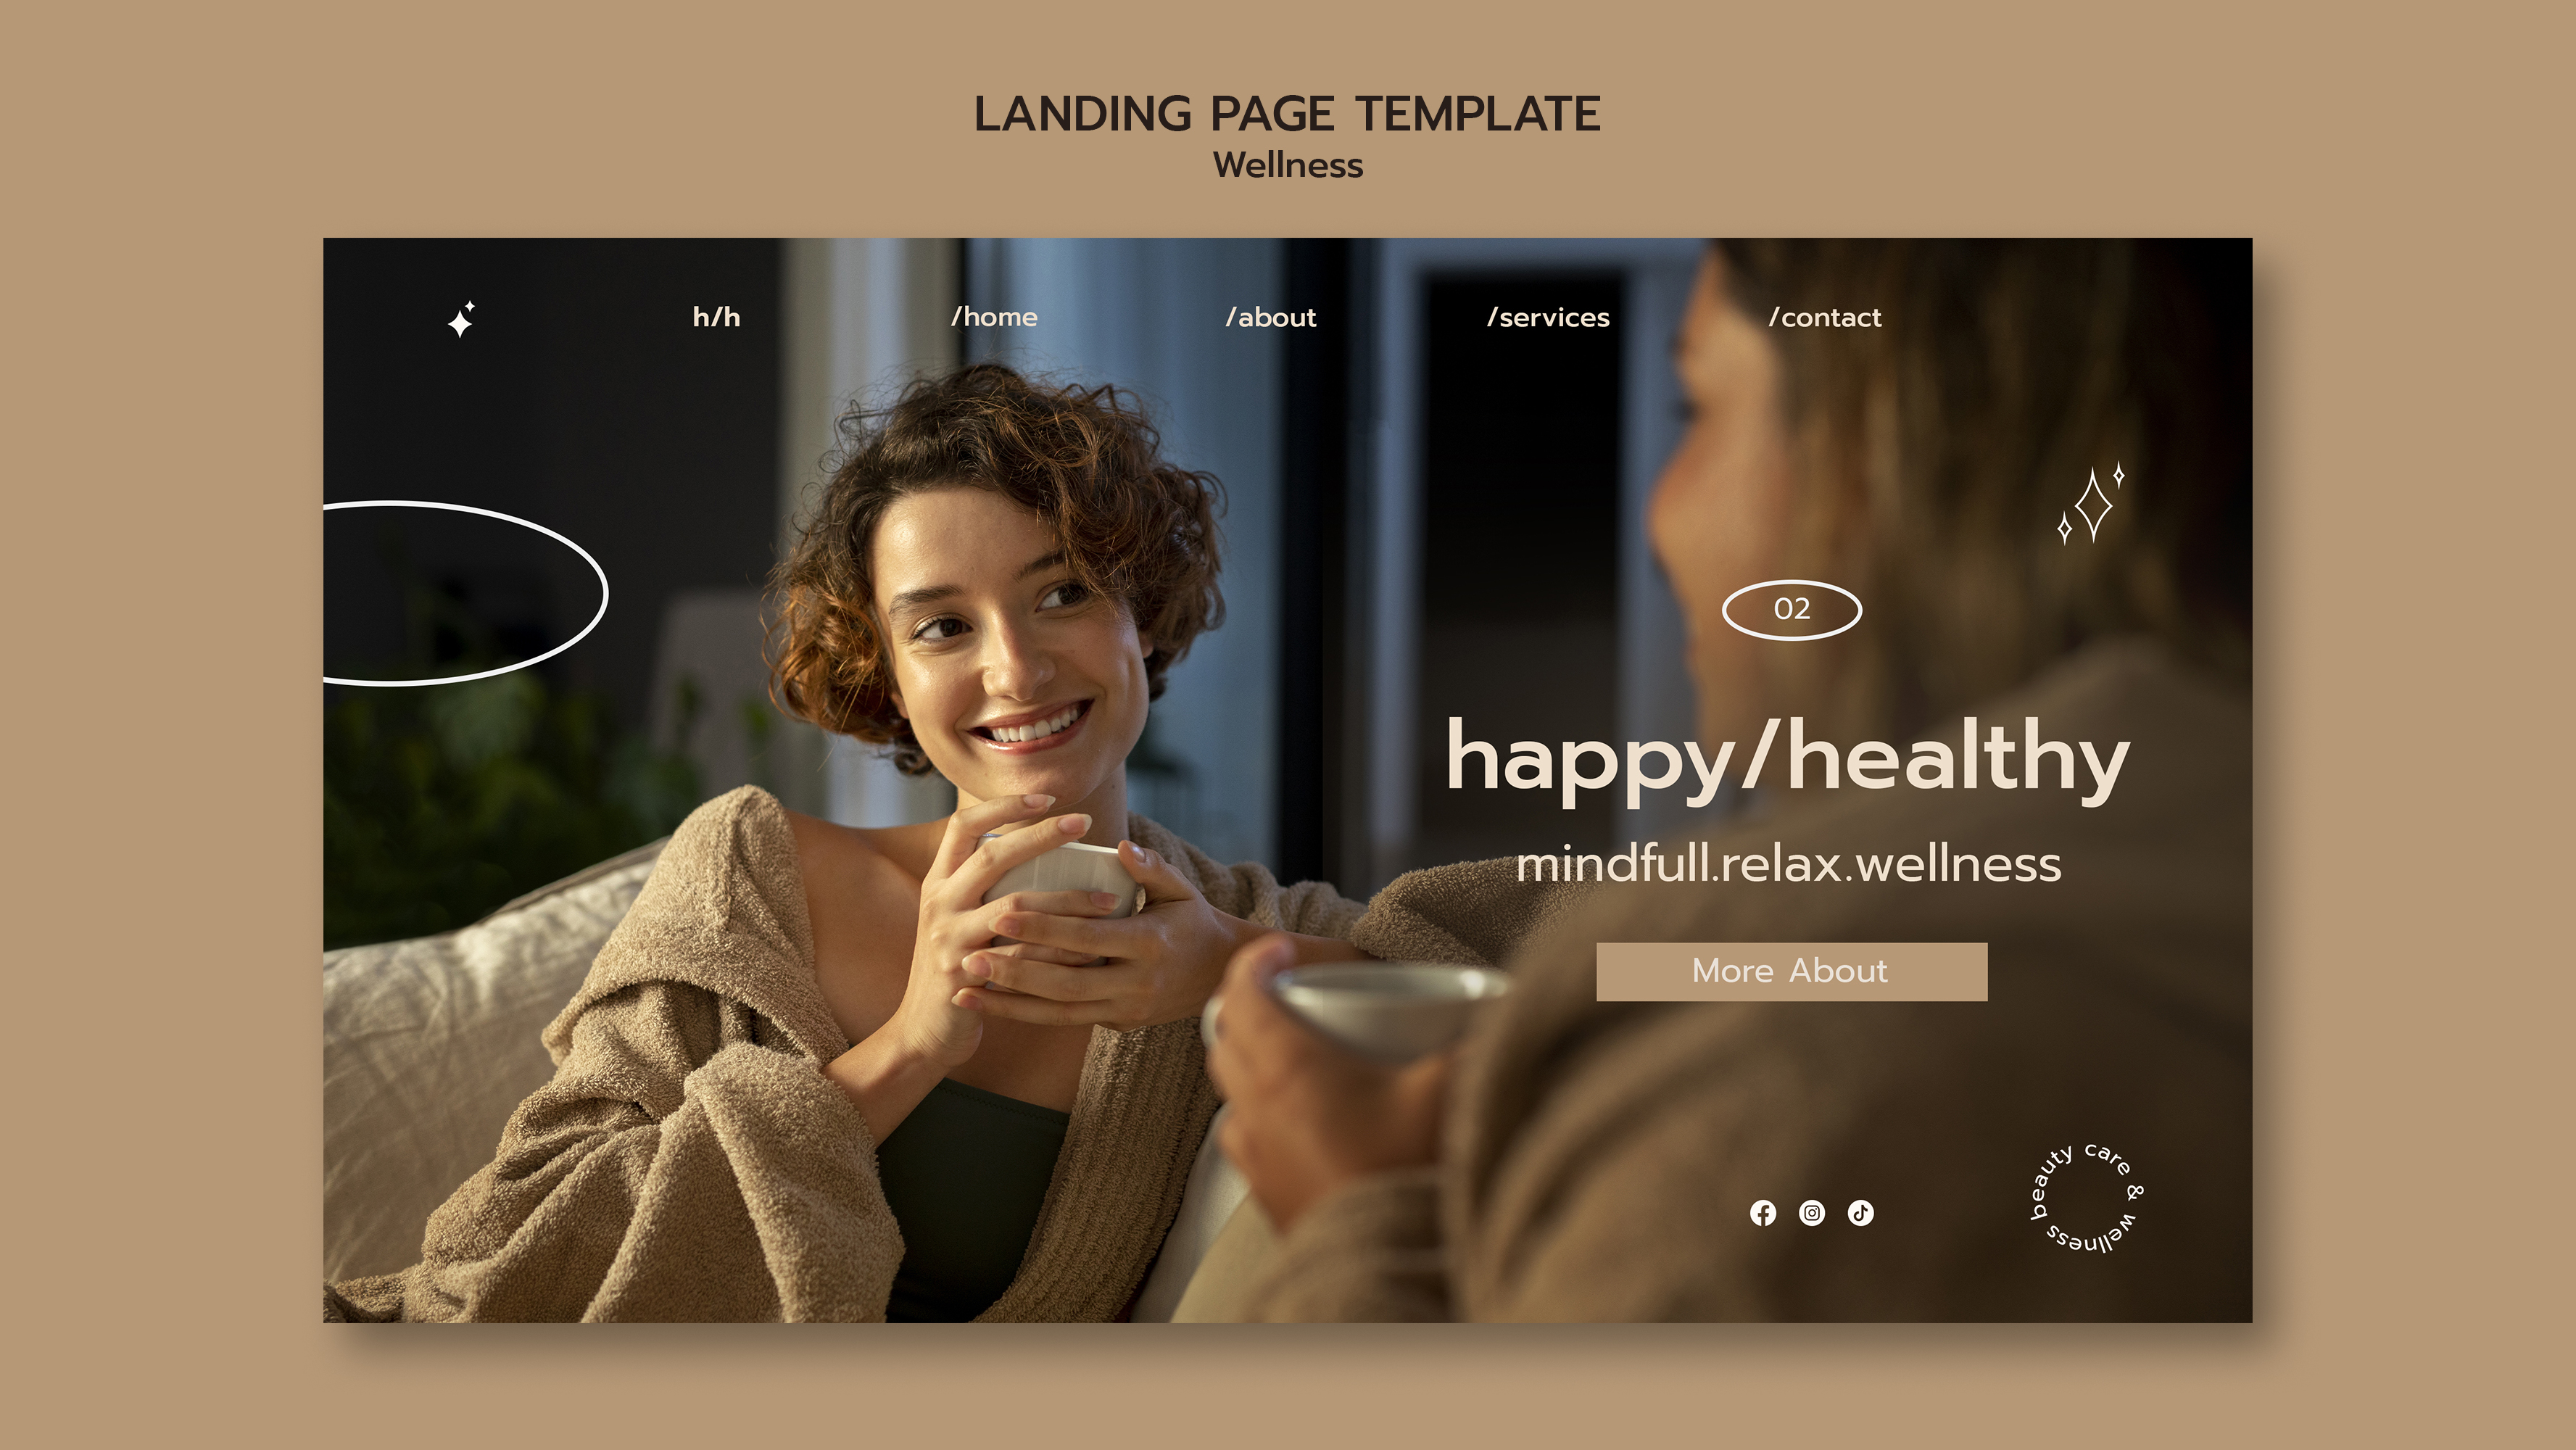 LANDING PAGE TEMPLATE
Wellness
h/h /home /about /services /contact
02
happy/healthy
mindfull.relax.wellness
More About
beauty care & wellness